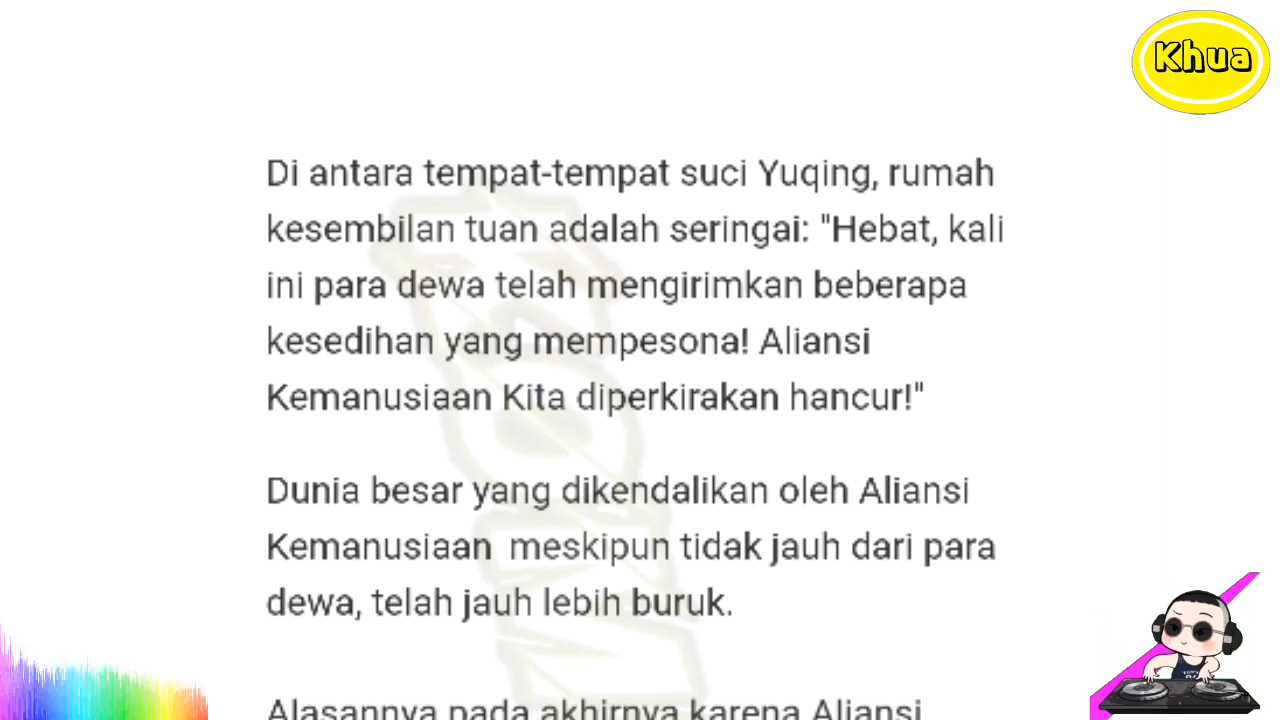 Khua
Di antara tempat-tempat suci Yuqing, rumah
kesembilan tuan adalah seringai: "Hebat, kali
ini para dewa telah mengirimkan beberapa
kesedihan yang mempesona! Aliansi
Kemanusiaan Kita diperkirakan hancur!"
Dunia besar yang dikendalikan oleh Aliansi
Kemanusiaan meskipun tidak jauh dari para
dewa, telah jauh lebih buruk.
Alasannya pada akhirnya karena Aliansi